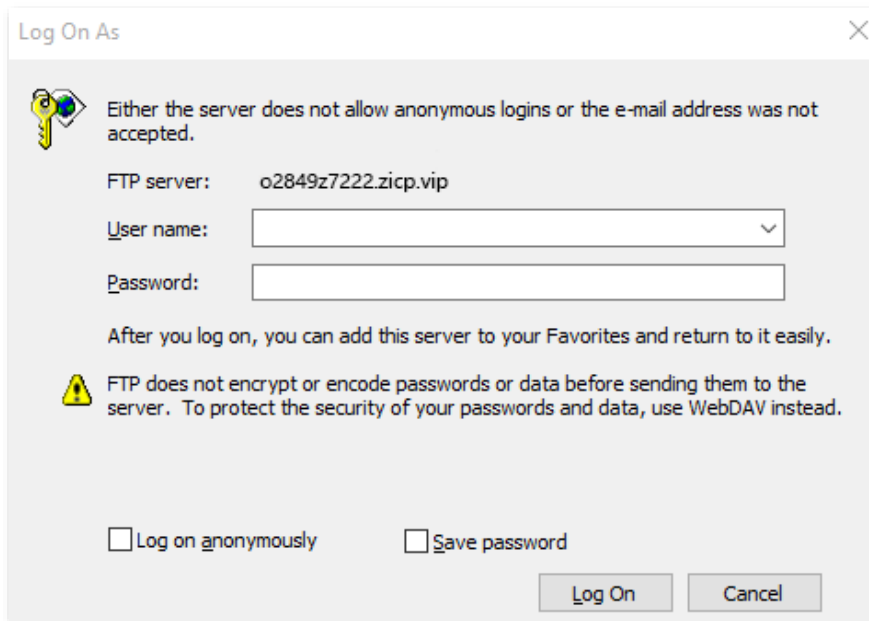 Log On As
Either the server does not allow anonymous logins or the e-mail address was not
accepted.
FTP server: o2849z7222.zicp.vip
User name:
Password:
After you log on, you can add this server to your Favorites and return to it easily.
FTP does not encrypt or encode passwords or data before sending them to the
server. To protect the security of your passwords and data, use WebDAV instead.
Log on anonymously Save password
Log On Cancel